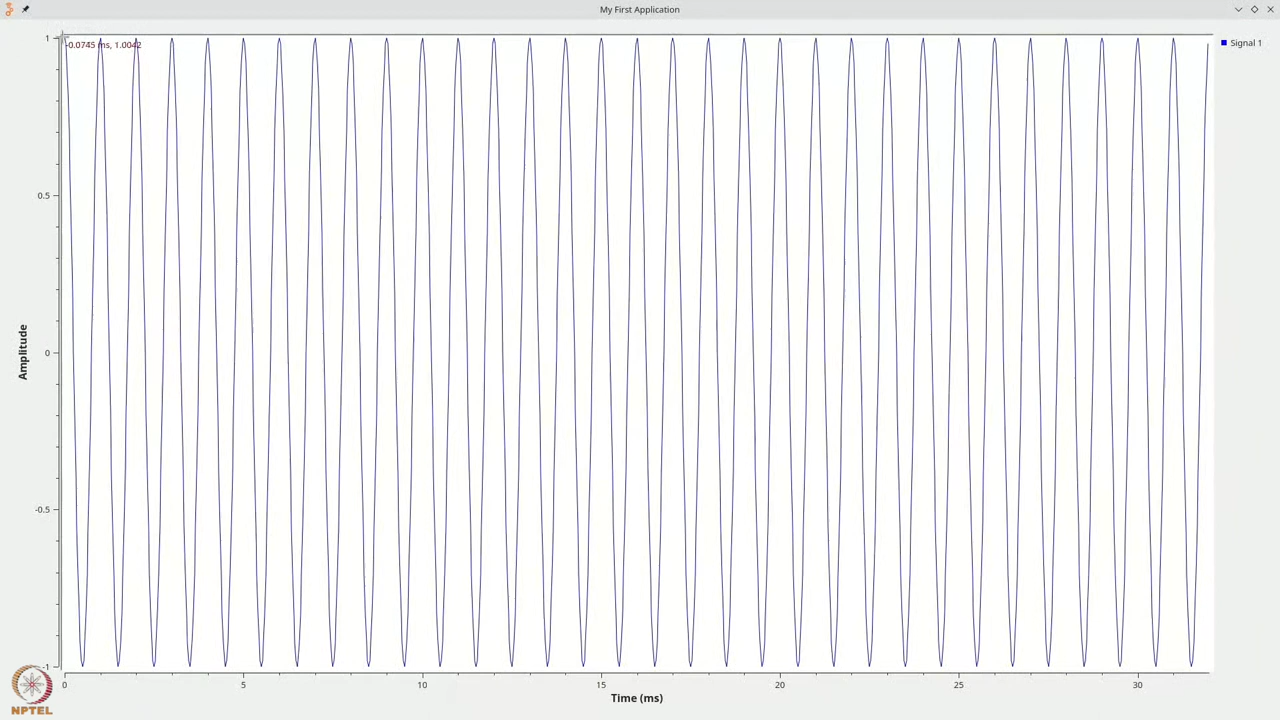 My First Application
-0.0745 ms, 1.0042
Signal 1
1
0.5
0
-0.5
-1
Amplitude
0 5 10 15 20 25 30
Time (ms)
NPTEL